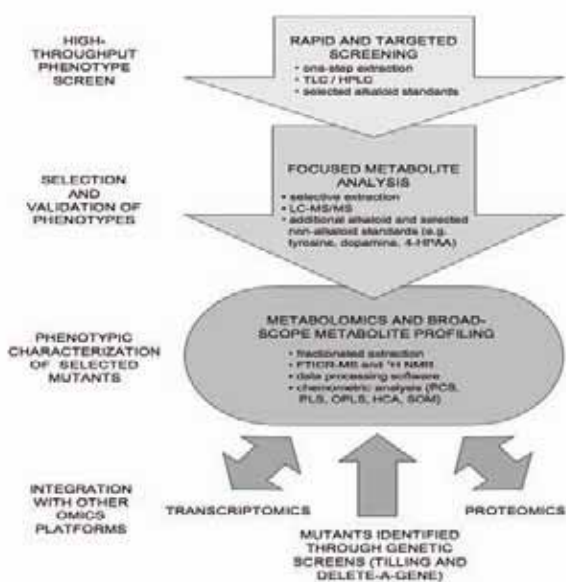 HIGH-
THROUGHPUT
PHENOTYPE
SCREEN
RAPID AND TARGETED
SCREENING
• one-step extraction
• TLC / HPLC
• selected alkaloid standards
SELECTION
AND
VALIDATION OF
PHENOTYPES
FOCUSED METABOLITE
ANALYSIS
• selective extraction
• LC-MS/MS
• additional alkaloid and selected
non-alkaloid standards (e.g.
tyrosine, dopamine, 4-HPAA)
PHENOTYPIC
CHARACTERIZATION
OF SELECTED
MUTANTS
METABOLOMICS AND BROAD-
SCOPE METABOLITE PROFILING
• fractionated extraction
• FTICR-MS and ¹H NMR
• data processing software
• chemometric analysis (PCS,
PLS, OPLS, HCA, SOM)
INTEGRATION
WITH OTHER
OMICS
PLATFORMS
TRANSCRIPTOMICS
PROTEOMICS
MUTANTS IDENTIFIED
THROUGH GENETIC
SCREENS (TILLING AND
DELETE-A-GENE)